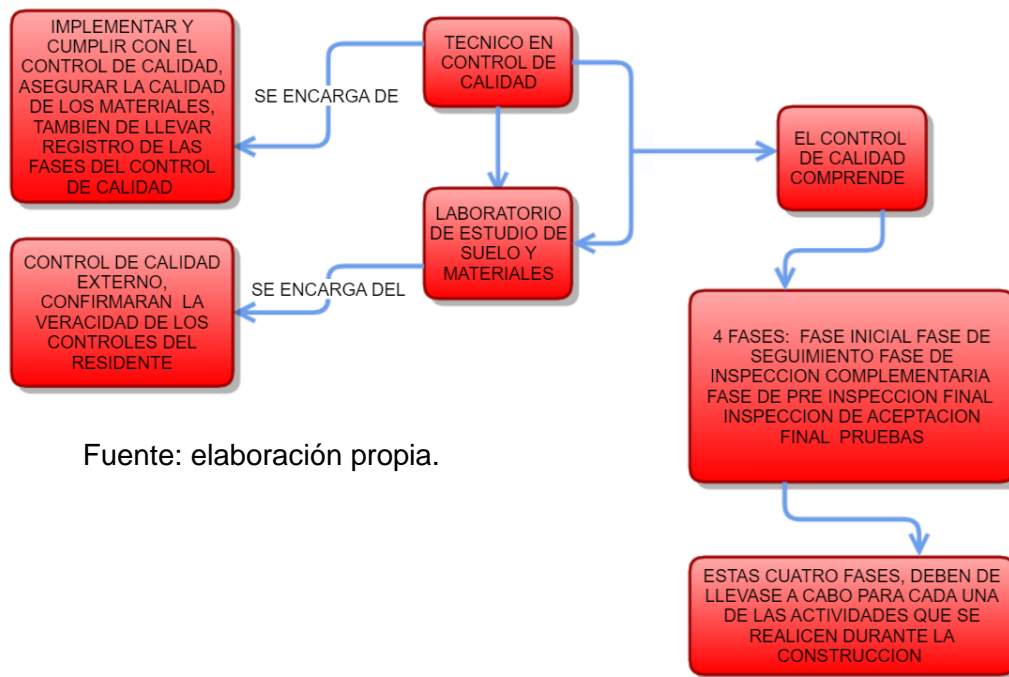 IMPLEMENTAR Y
CUMPLIR CON EL
CONTROL DE CALIDAD,
ASEGURAR LA CALIDAD
DE LOS MATERIALES,
TAMBIEN DE LLEVAR
REGISTRO DE LAS
FASES DEL CONTROL
DE CALIDAD
SE ENCARGA DE
TECNICO EN
CONTROL DE
CALIDAD
EL CONTROL
DE CALIDAD
COMPRENDE
LABORATORIO
DE ESTUDIO DE
SUELO Y
MATERIALES
SE ENCARGA DEL
CONTROL DE CALIDAD
EXTERNO,
CONFIRMARAN LA
VERACIDAD DE LOS
CONTROLES DEL
RESIDENTE
4 FASES: FASE INICIAL FASE DE
SEGUIMIENTO FASE DE
INSPECCION COMPLEMENTARIA
FASE DE PRE INSPECCION FINAL
INSPECCION DE ACEPTACION
FINAL PRUEBAS
ESTAS CUATRO FASES, DEBEN DE
LLEVASE A CABO PARA CADA UNA
DE LAS ACTIVIDADES QUE SE
REALICEN DURANTE LA
CONSTRUCCION
Fuente: elaboración propia.